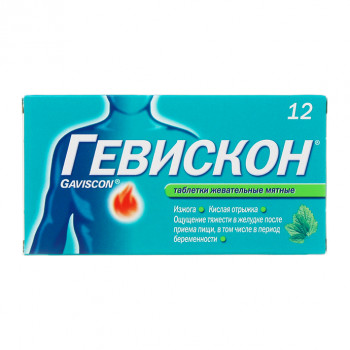 12
ГЕВИСКОН®
GAVISCON®
таблетки жевательные мятные
Изжога • Кислая отрыжка •
Ощущение тяжести в желудке после
приема пищи, в том числе в период
беременности •